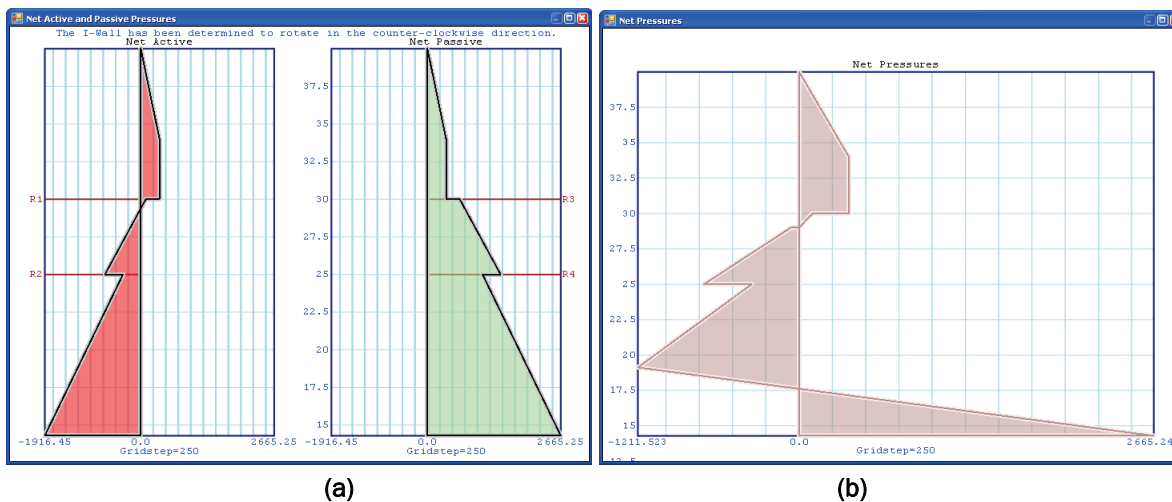 Net Active and Passive Pressures
The I-Wall has been determined to rotate in the counter-clockwise direction.
Net Active
Net Passive
37.5
35
32.5
30
27.5
25
22.5
20
17.5
15
R1
R2
R3
R4
-1916.45
0.0
2665.25
Gridstep=250
-1916.45
0.0
2665.25
Gridstep=250
(a)
Net Pressures
Net Pressures
37.5
35
32.5
30
27.5
25
22.5
20
17.5
15
-1211.523
0.0
2665.24
Gridstep=250
(b)